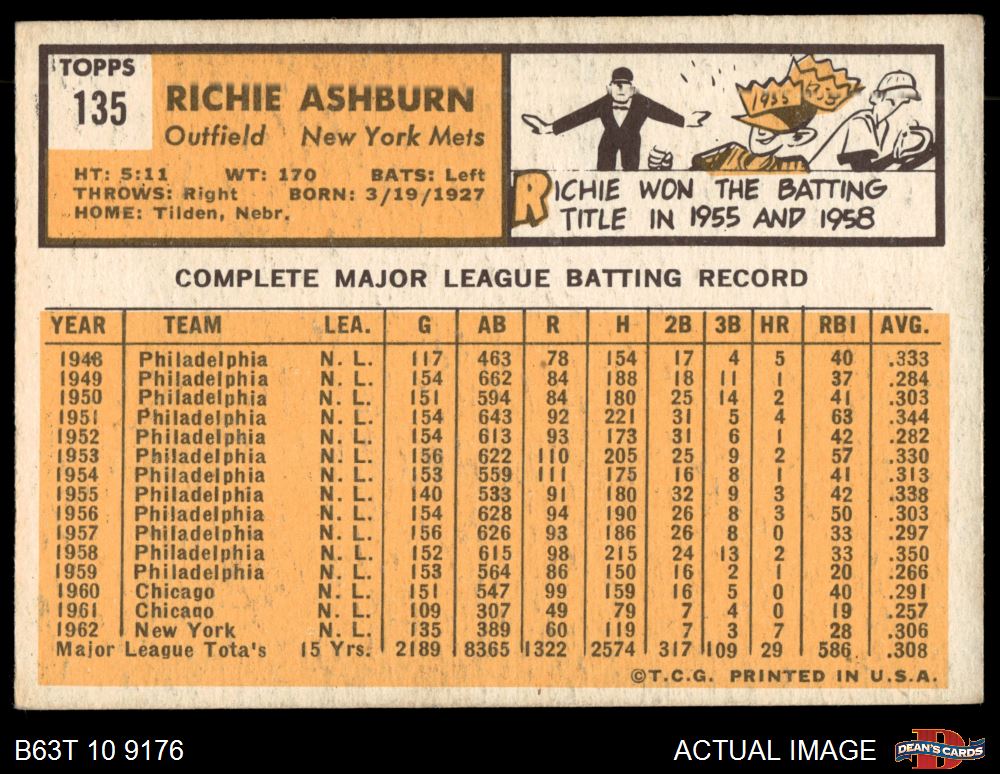 TOPPS
135
RICHIE ASHBURN
Outfield New York Mets
HT: 5:11 WT: 170 BATS: Left
THROWS: Right BORN: 3/19/1927
HOME: Tilden, Nebr.
1955
RICHIE WON THE BATTING
TITLE IN 1955 AND 1958
COMPLETE MAJOR LEAGUE BATTING RECORD
YEAR TEAM LEA. G AB R H 2B 3B HR RBI AVG.
1948 Philadelphia N. L. 117 463 78 154 17 4 5 40 .333
1949 Philadelphia N. L. 154 662 84 188 18 11 1 37 .284
1950 Philadelphia N. L. 151 594 84 180 25 14 2 41 .303
1951 Philadelphia N. L. 154 643 92 221 31 5 4 63 .344
1952 Philadelphia N. L. 154 613 93 173 31 6 1 42 .282
1953 Philadelphia N. L. 156 622 110 205 25 9 2 57 .330
1954 Philadelphia N. L. 153 559 111 175 16 8 1 41 .313
1955 Philadelphia N. L. 140 533 91 180 32 9 3 42 .338
1956 Philadelphia N. L. 154 628 94 190 26 8 3 50 .303
1957 Philadelphia N. L. 156 626 93 186 26 8 0 33 .297
1958 Philadelphia N. L. 152 615 98 215 24 13 2 33 .350
1959 Philadelphia N. L. 153 564 86 150 16 2 1 20 .266
1960 Chicago N. L. 151 547 99 159 16 5 0 40 .291
1961 Chicago N. L. 109 307 49 79 7 4 0 19 .257
1962 New York N. L. 135 389 60 119 7 3 7 28 .306
Major League Tota's 15 Yrs. 2189 8365 1322 2574 317 109 29 586 .308
©T.C.G. PRINTED IN U.S.A.
B63T 10 9176
ACTUAL IMAGE
DEAN'S CARDS